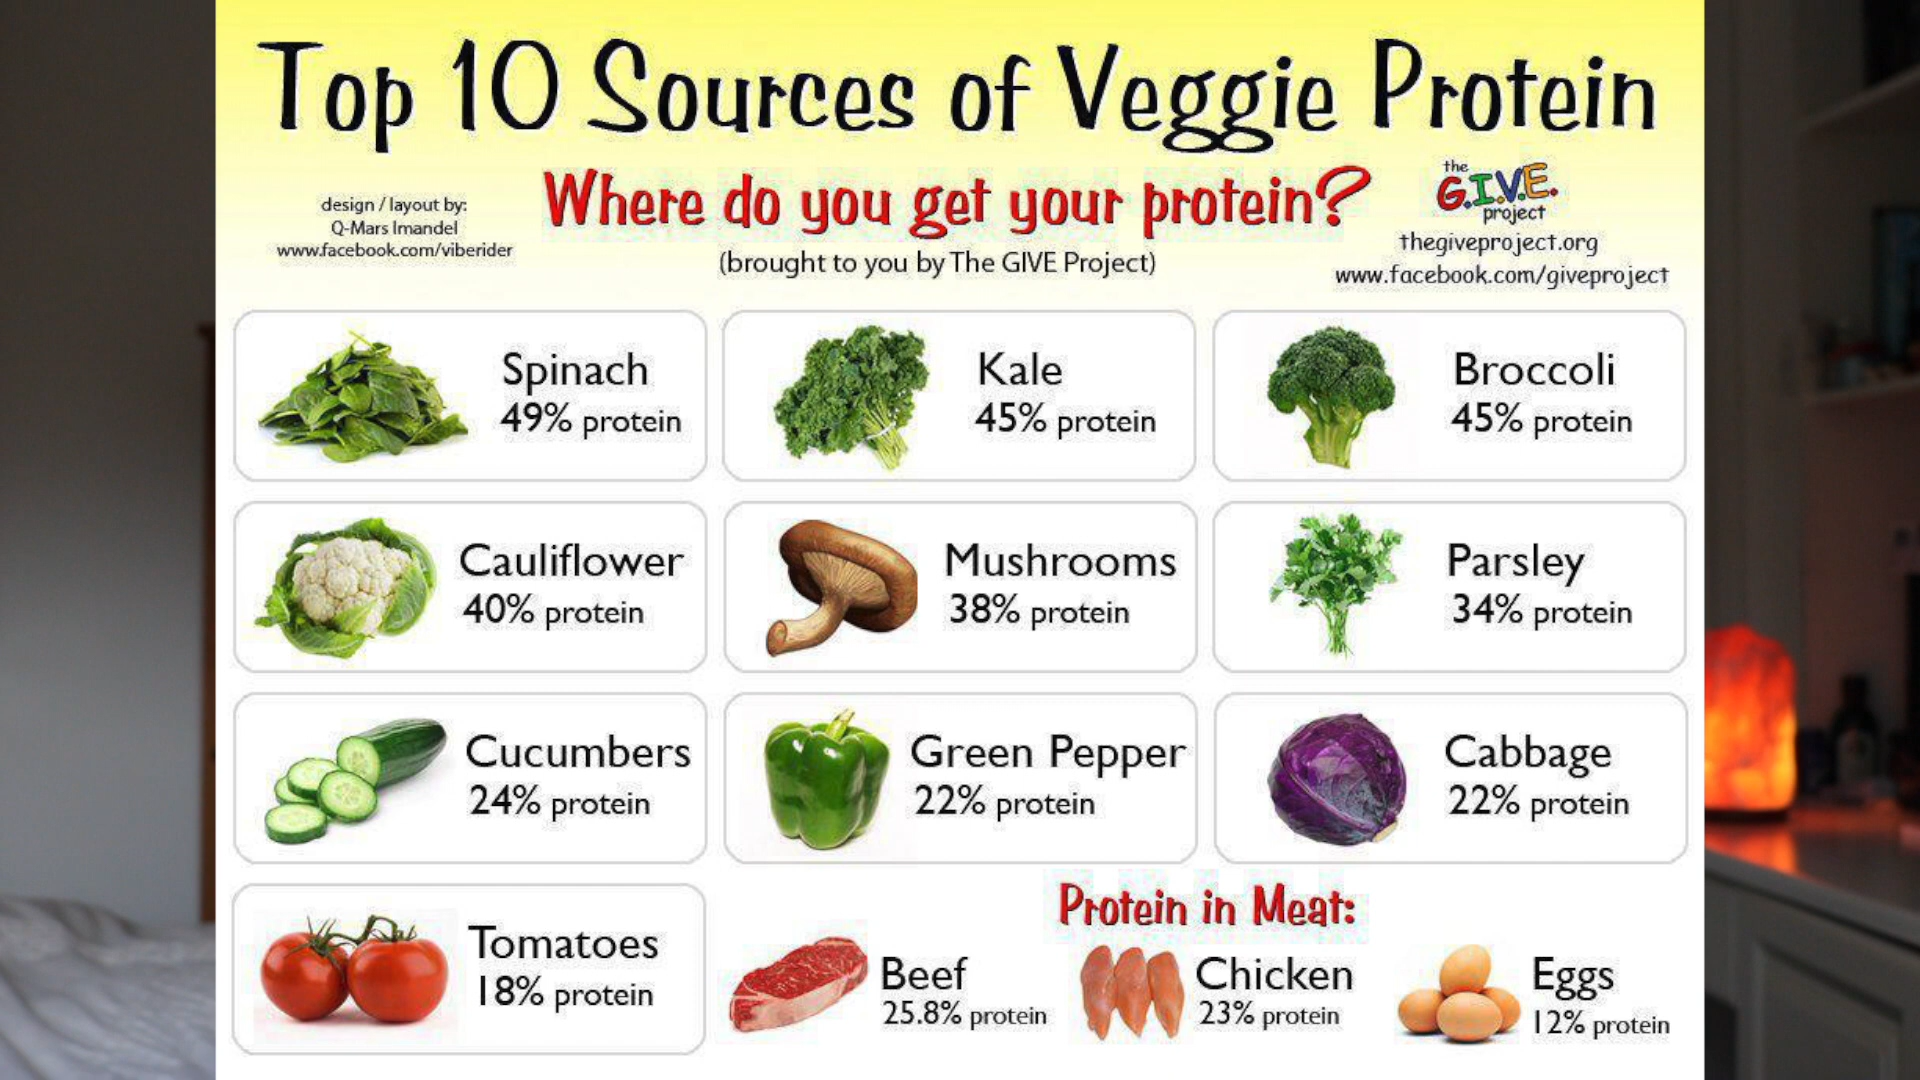 Top 10 Sources of Veggie Protein
Where do you get your protein?
(brought to you by The GIVE Project)
design / layout by:
Q-Mars Imandel
www.facebook.com/viberider
the
G.I.V.E.
project
thegiveproject.org
www.facebook.com/giveproject
Spinach
49% protein
Kale
45% protein
Broccoli
45% protein
Cauliflower
40% protein
Mushrooms
38% protein
Parsley
34% protein
Cucumbers
24% protein
Green Pepper
22% protein
Cabbage
22% protein
Tomatoes
18% protein
Protein in Meat:
Beef
25.8% protein
Chicken
23% protein
Eggs
12% protein